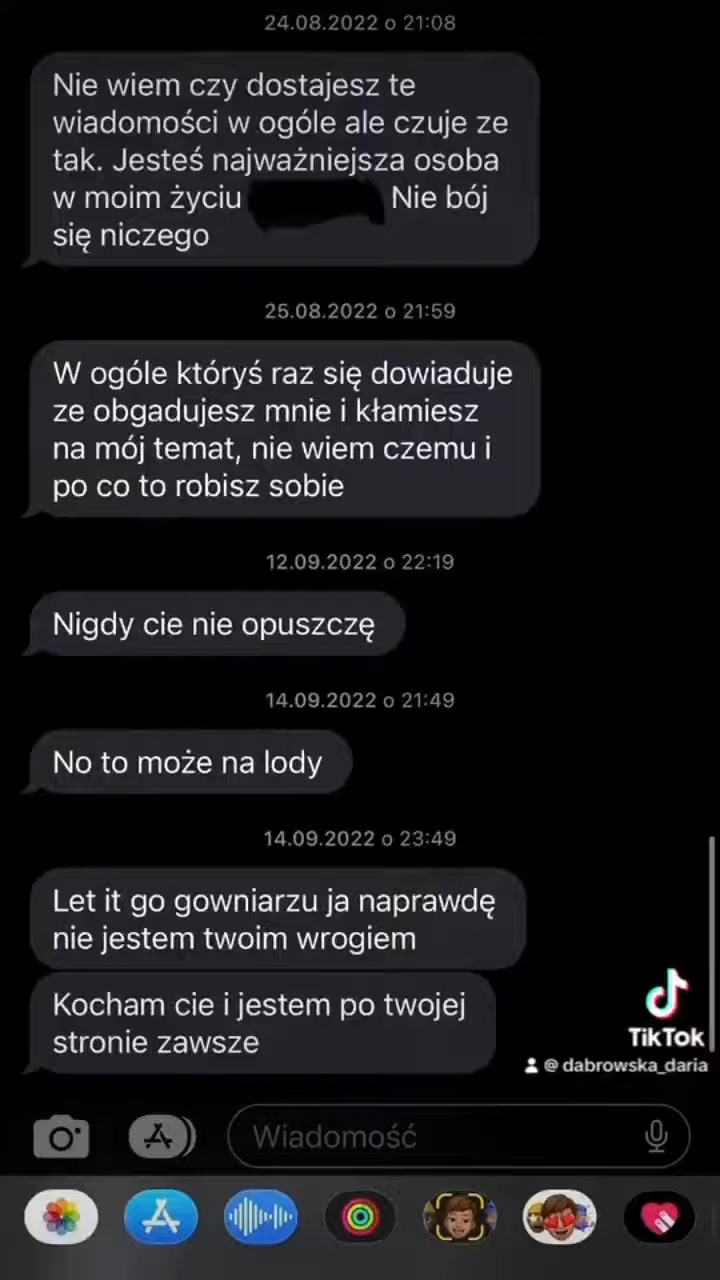 24.08.2022 o 21:08
Nie wiem czy dostajesz te
wiadomości w ogóle ale czuje ze
tak. Jesteś najważniejsza osoba
w moim życiu Nie bój
się niczego
25.08.2022 o 21:59
W ogóle któryś raz się dowiaduje
ze obgadujesz mnie i kłamiesz
na mój temat, nie wiem czemu i
po co to robisz sobie
12.09.2022 o 22:19
Nigdy cie nie opuszczę
14.09.2022 o 21:49
No to może na lody
14.09.2022 o 23:49
Let it go gowniarzu ja naprawdę
nie jestem twoim wrogiem
Kocham cie i jestem po twojej
stronie zawsze
TikTok
@ dabrowska_daria
Wiadomość